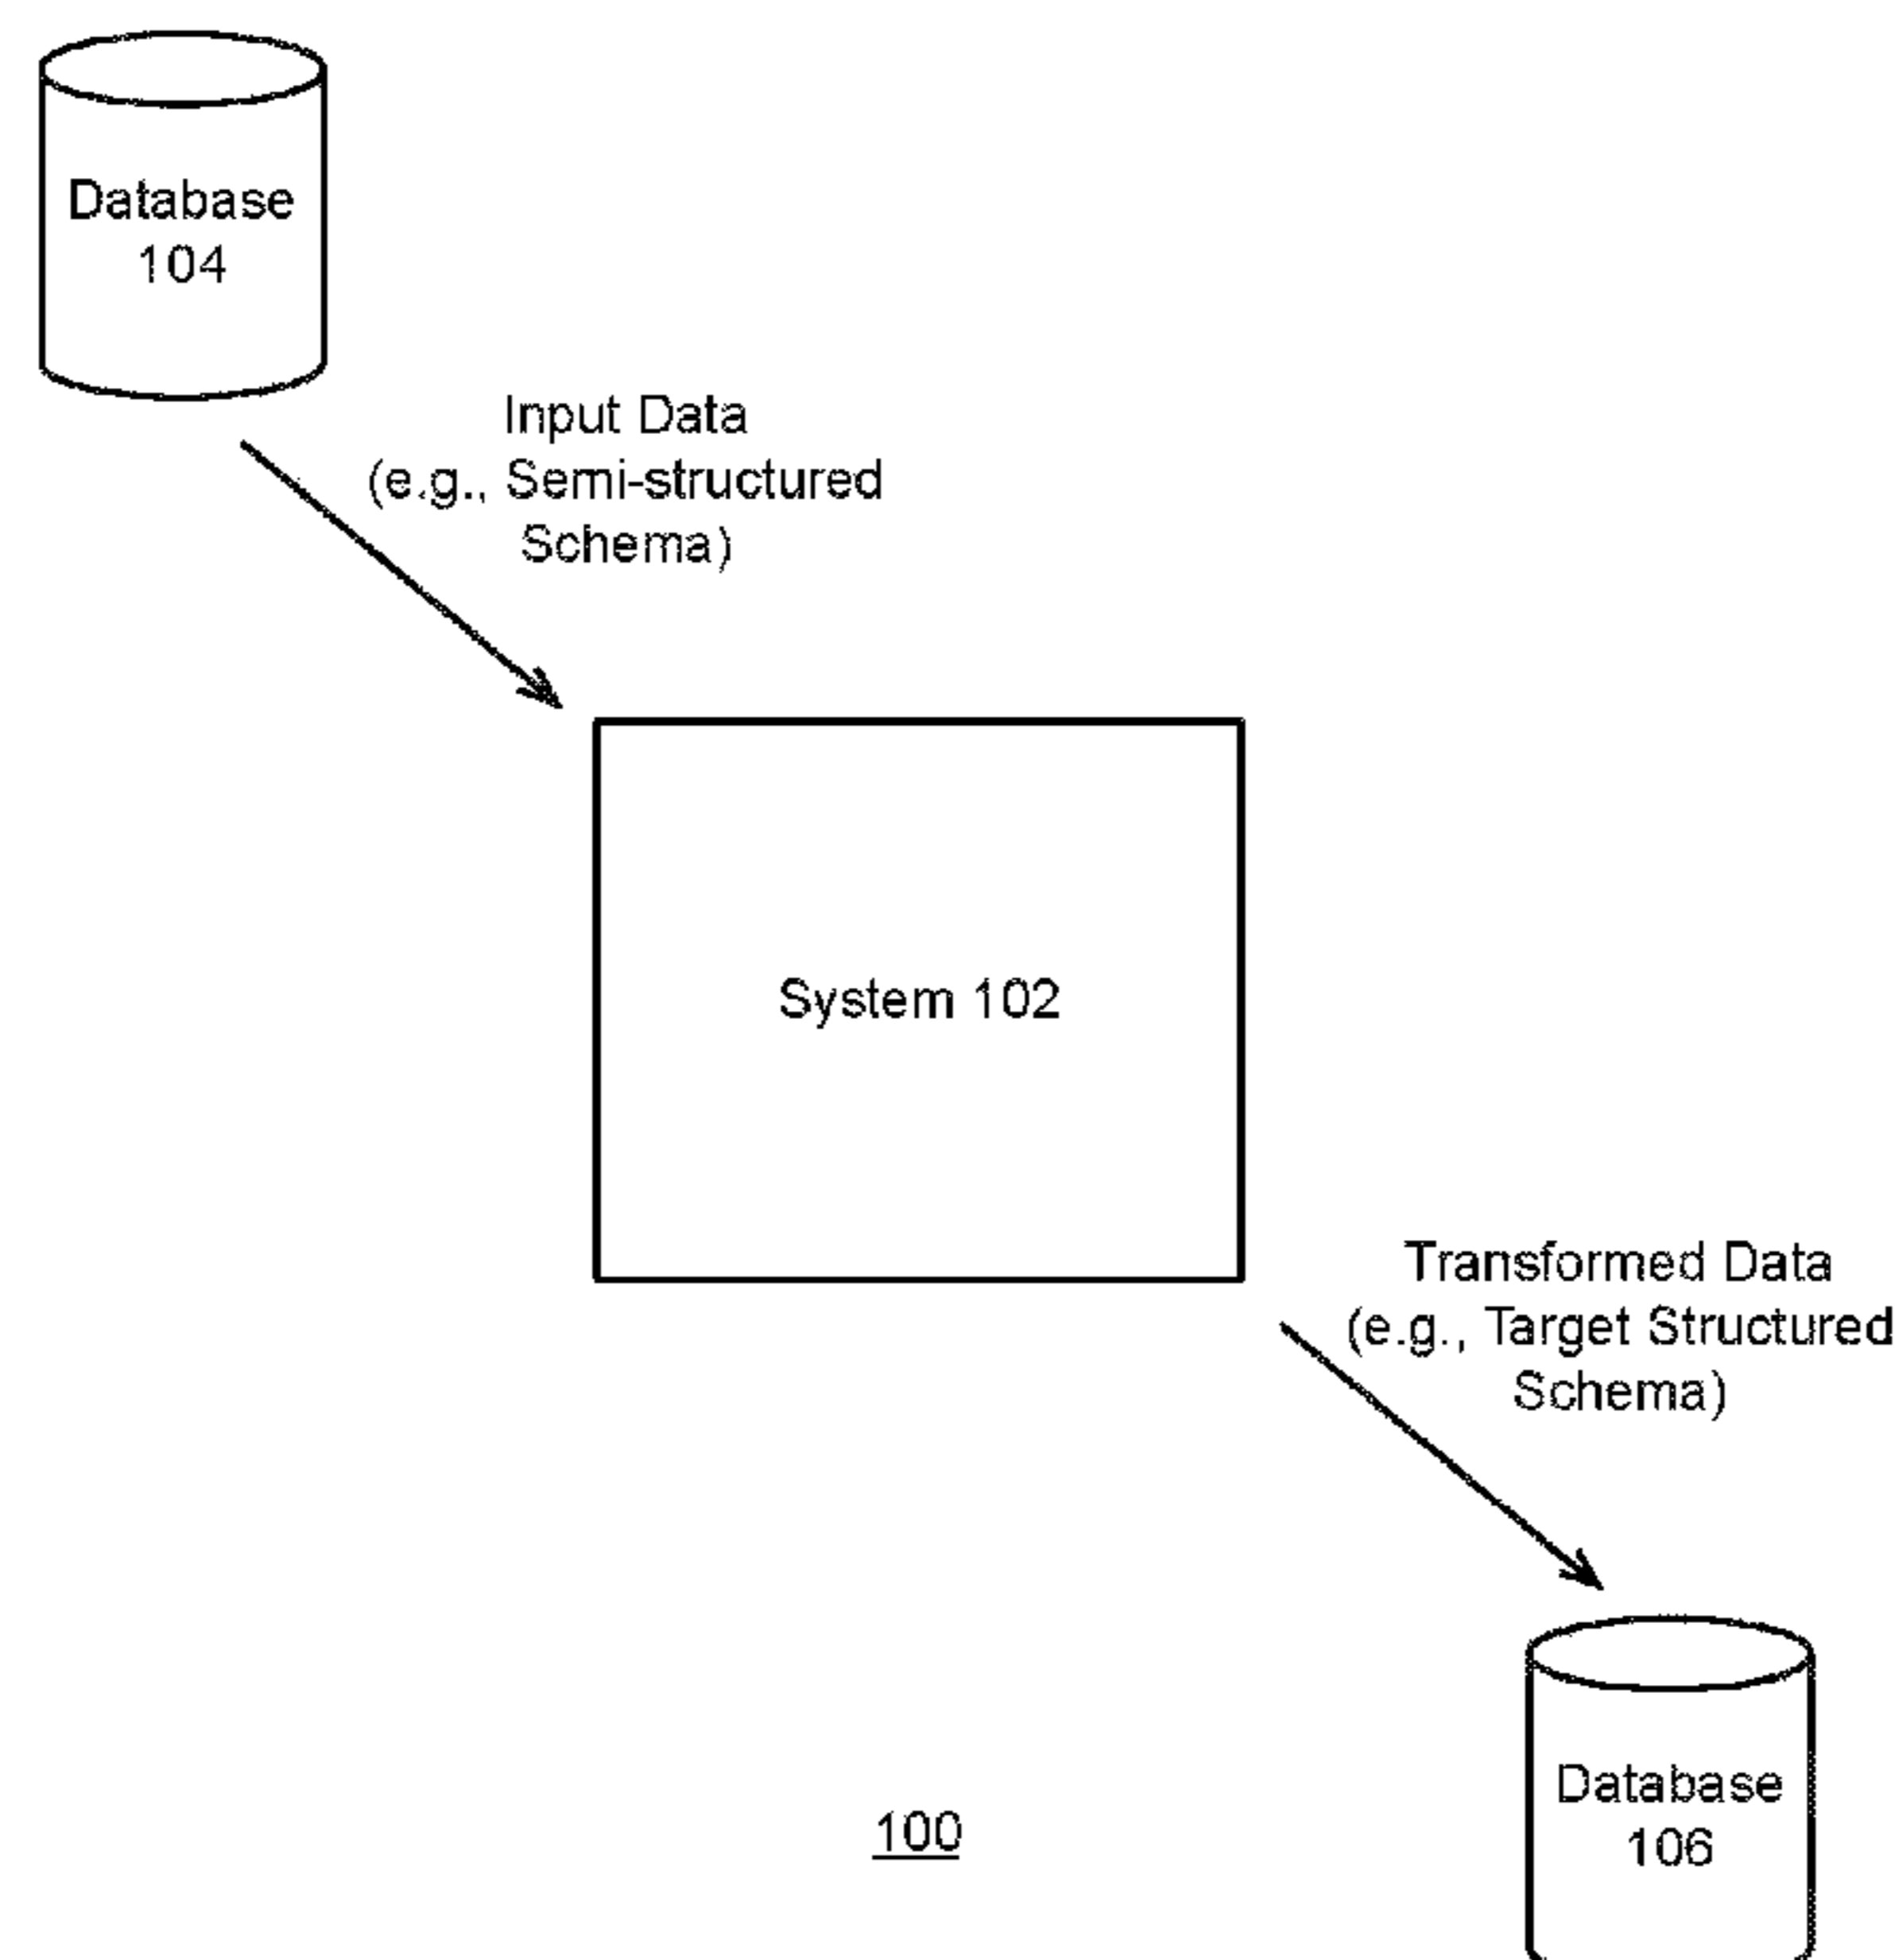 Database
104
Input Data
(e.g., Semi-structured
Schema)
System 102
Transformed Data
(e.g., Target Structured
Schema)
Database
106
100